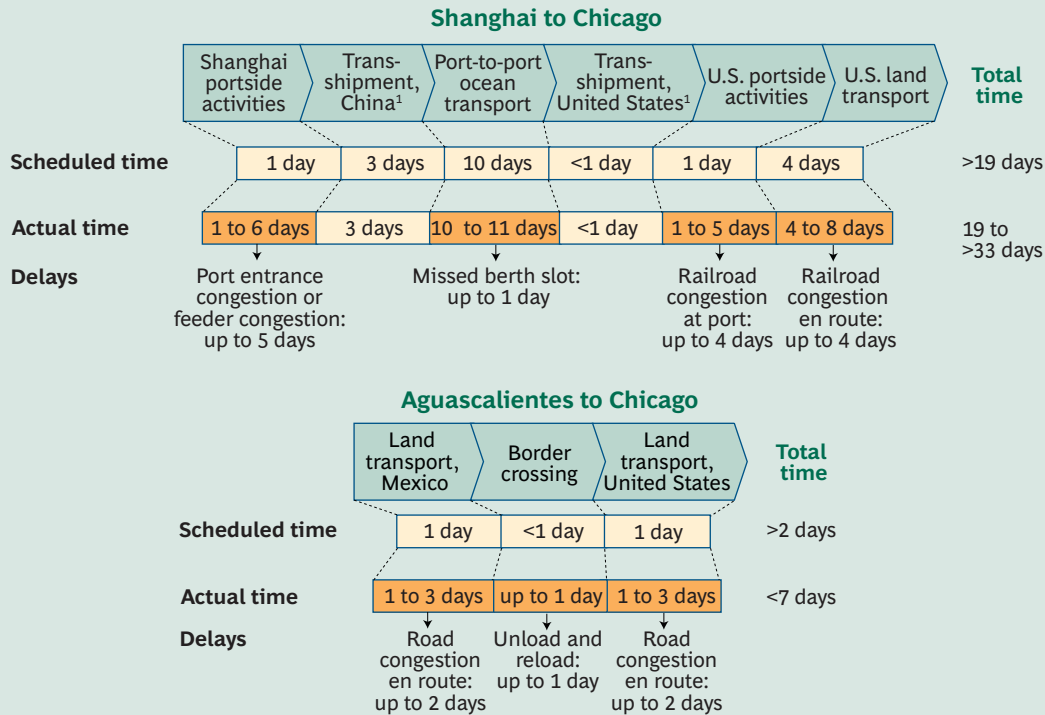 Shanghai to Chicago
Shanghai
portside
activities
Trans-
shipment,
China¹
Port-to-port
ocean
transport
Trans-
shipment,
United States¹
U.S. portside
activities
U.S. land
transport
Total
time
Scheduled time
1 day
3 days
10 days
<1 day
1 day
4 days
>19 days
Actual time
1 to 6 days
3 days
10 to 11 days
<1 day
1 to 5 days
4 to 8 days
19 to
>33 days
Delays
Port entrance
congestion or
feeder congestion:
up to 5 days
Missed berth slot:
up to 1 day
Railroad
congestion
at port:
up to 4 days
Railroad
congestion
en route:
up to 4 days
Aguascalientes to Chicago
Land
transport,
Mexico
Border
crossing
Land
transport,
United States
Total
time
Scheduled time
1 day
<1 day
1 day
>2 days
Actual time
1 to 3 days
up to 1 day
1 to 3 days
<7 days
Delays
Road
congestion
en route:
up to 2 days
Unload and
reload:
up to 1 day
Road
congestion
en route:
up to 2 days